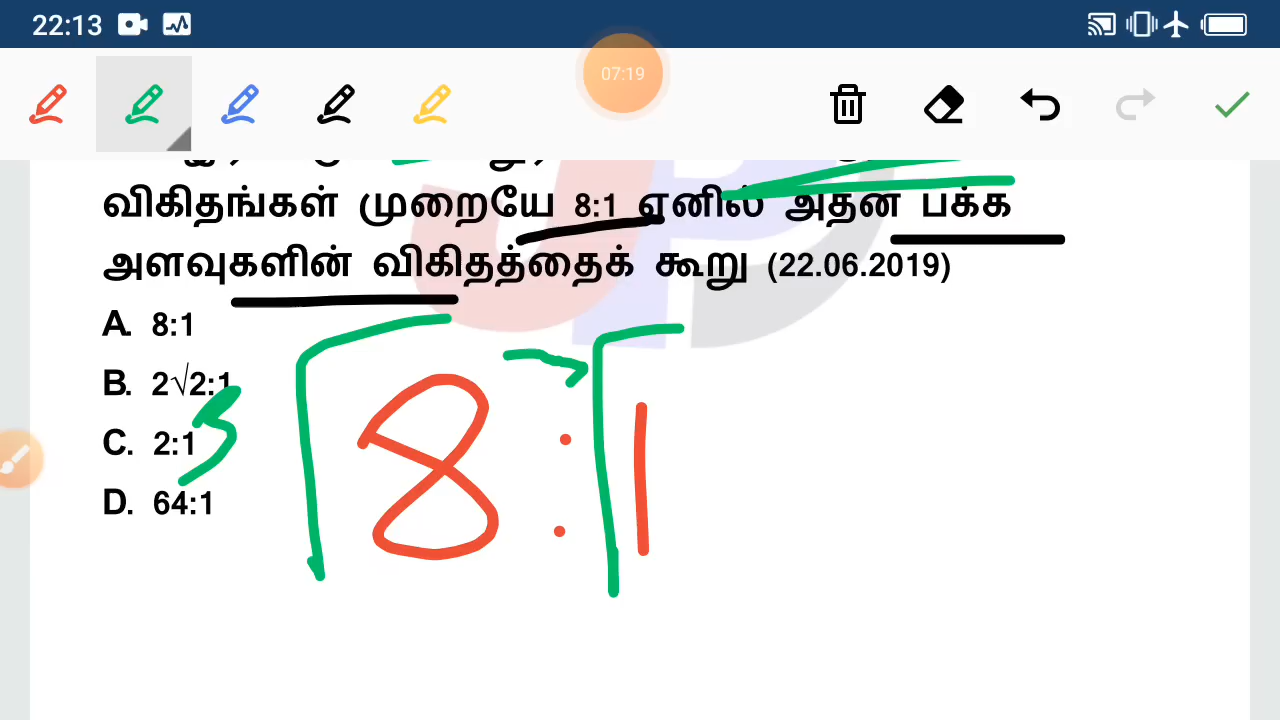 22:13
07:19
விகிதங்கள் முறையே 8:1 எனில் அதன் பக்க
அளவுகளின் விகிதத்தைக் கூறு (22.06.2019)
A. 8:1
B. 2√2:1
C. 2:1
D. 64:1
3 8 : 1